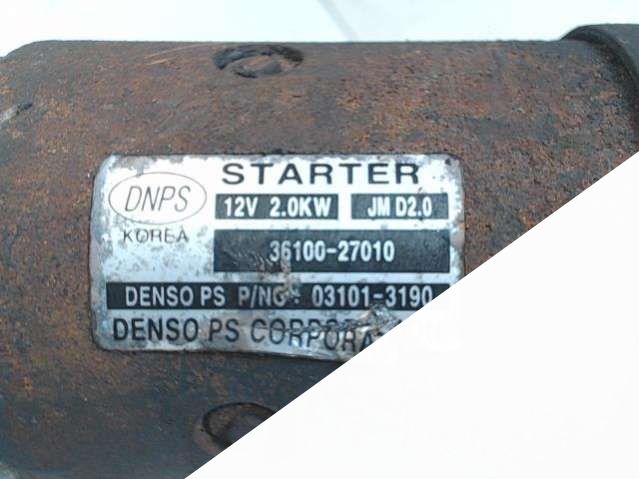 STARTER
DNPS
12V 2.0KW JM D2.0
KOREA
36100-27010
DENSO PS P/NO : 03101-3190
DENSO PS